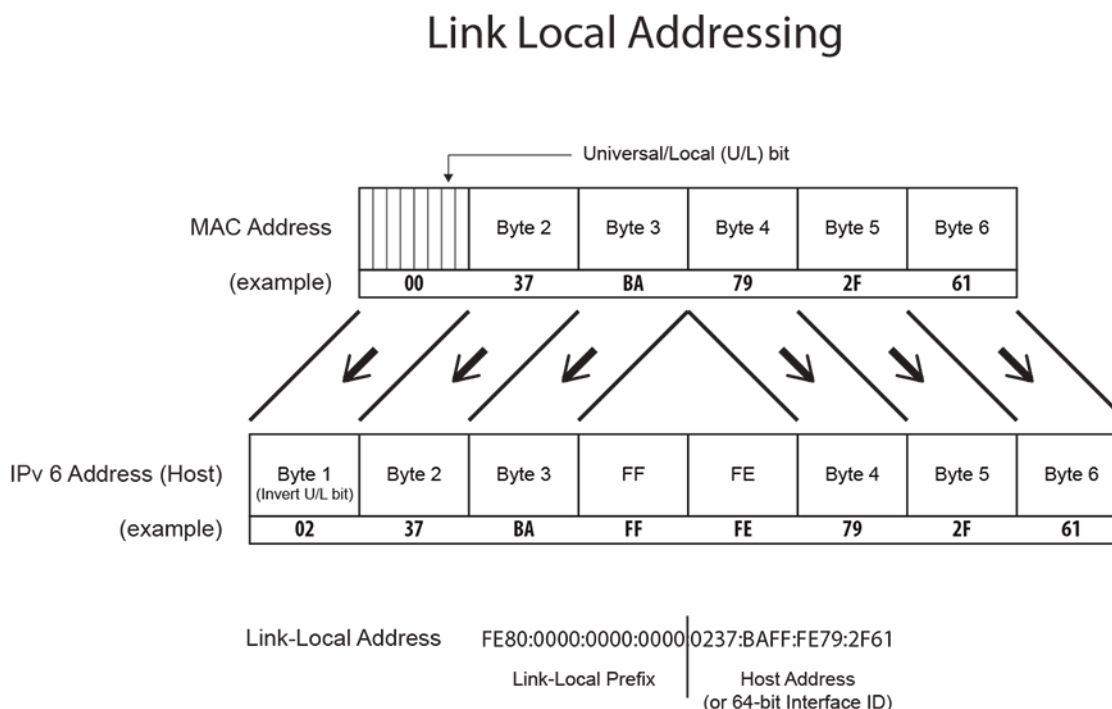 Link Local Addressing
Universal/Local (U/L) bit
MAC Address
Byte 2
Byte 3
Byte 4
Byte 5
Byte 6
(example)
00
37
BA
79
2F
61
IPv 6 Address (Host)
Byte 1
(Invert U/L bit)
Byte 2
Byte 3
FF
FE
Byte 4
Byte 5
Byte 6
(example)
02
37
BA
FF
FE
79
2F
61
Link-Local Address
FE80:0000:0000:0000:0237:BAFF:FE79:2F61
Link-Local Prefix
Host Address
(or 64-bit Interface ID)